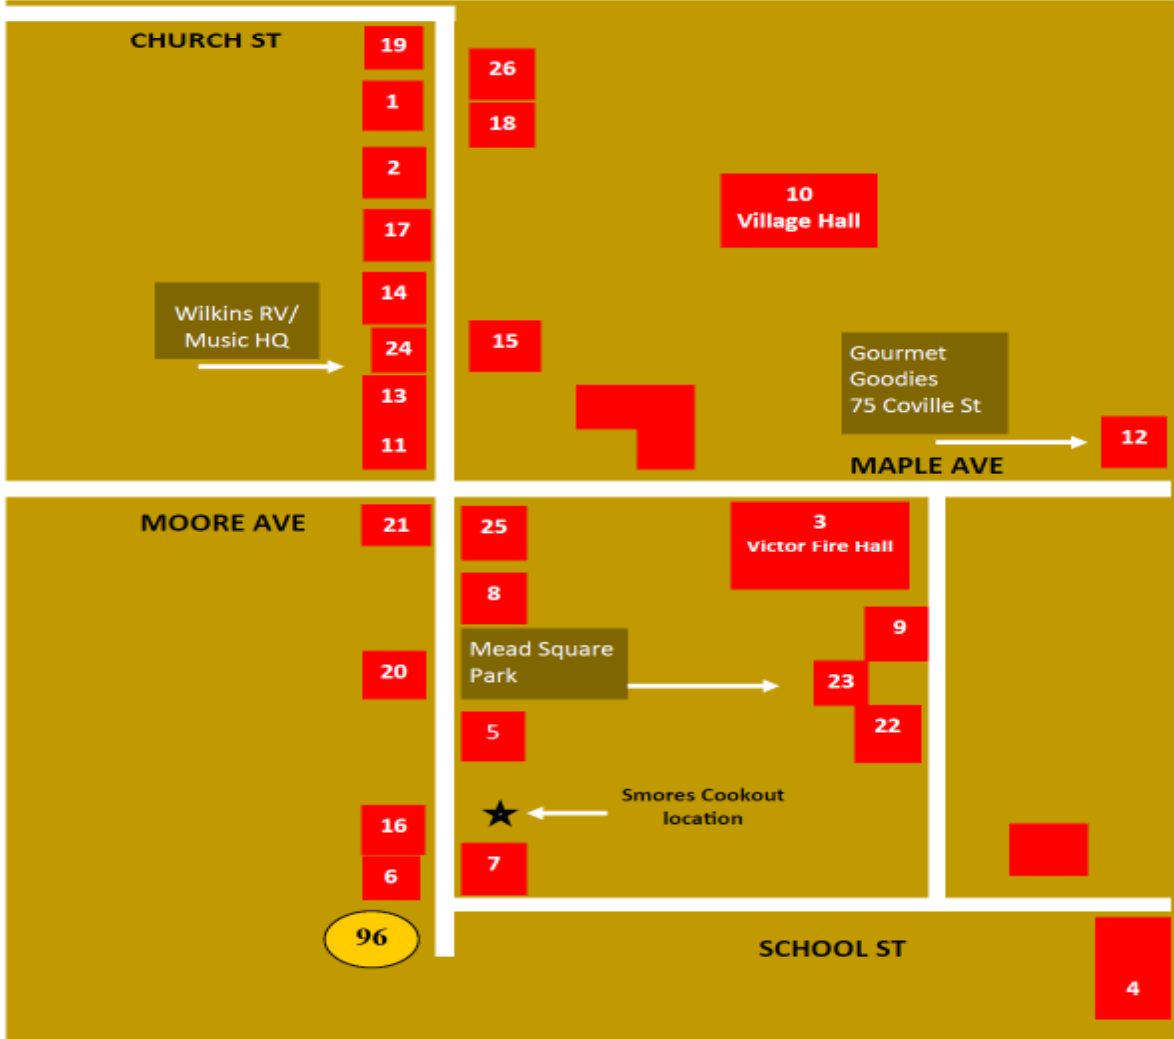 CHURCH ST
19
26
1
18
2
10
Village Hall
17
14
Wilkins RV/
Music HQ
24
15
13
Gourmet
Goodies
75 Coville St
11
12
MAPLE AVE
MOORE AVE
21
25
3
Victor Fire Hall
8
9
Mead Square
Park
20
23
5
22
Smores Cookout
location
16
7
6
96
SCHOOL ST
4